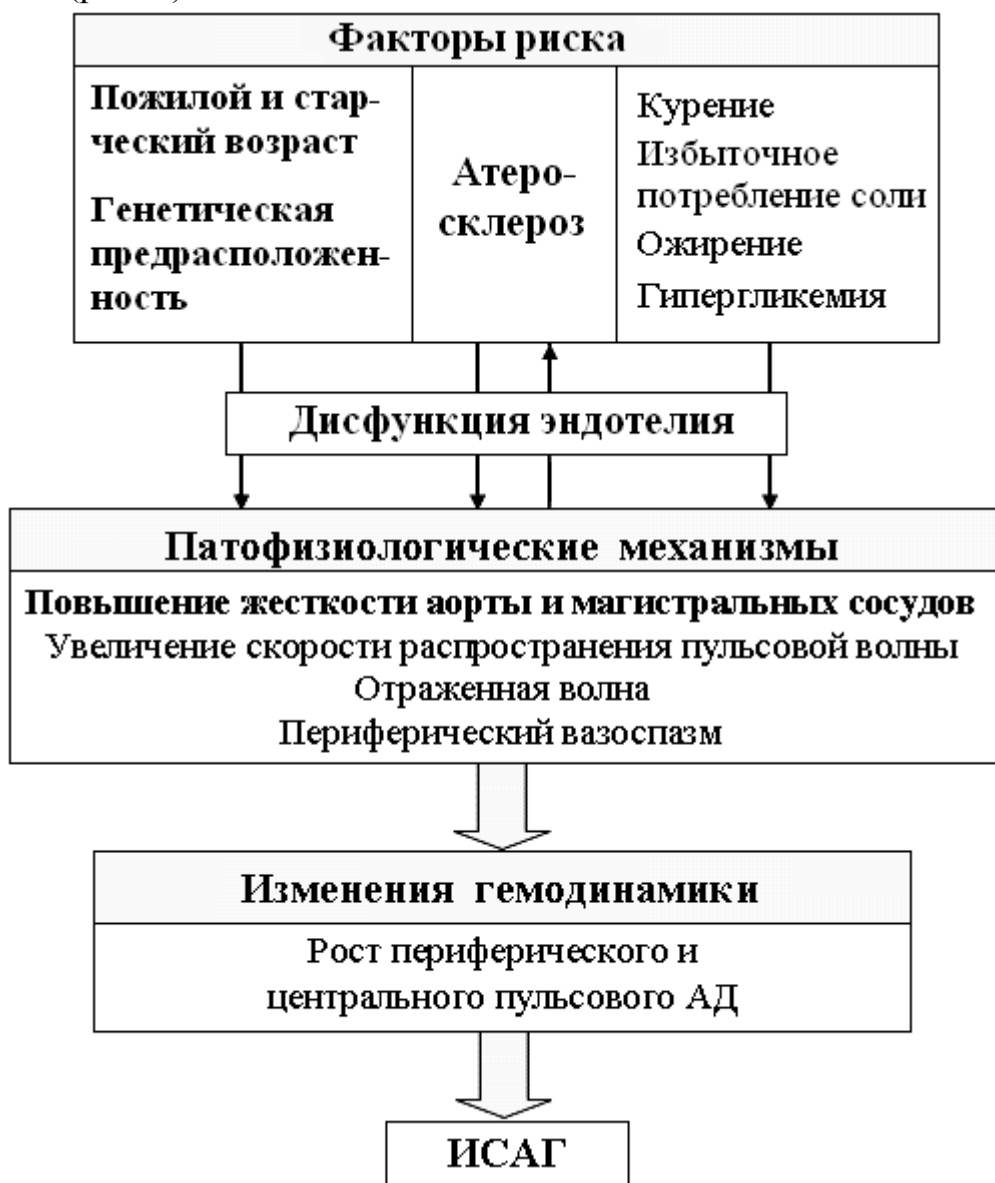 Факторы риска
Пожилой и стар-
ческий возраст
Генетическая
предрасположен-
ность
Атеро-
склероз
Курение
Избыточное
потребление соли
Ожирение
Гипергликемия
Дисфункция эндотелия
Патофизиологические механизмы
Повышение жесткости аорты и магистральных сосудов
Увеличение скорости распространения пульсовой волны
Отраженная волна
Периферический вазоспазм
Изменения гемодинамики
Рост периферического и
центрального пульсового АД
ИСАГ